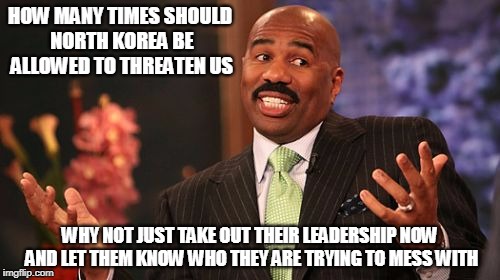 HOW MANY TIMES SHOULD
NORTH KOREA BE
ALLOWED TO THREATEN US
WHY NOT JUST TAKE OUT THEIR LEADERSHIP NOW
AND LET THEM KNOW WHO THEY ARE TRYING TO MESS WITH
imgflip.com